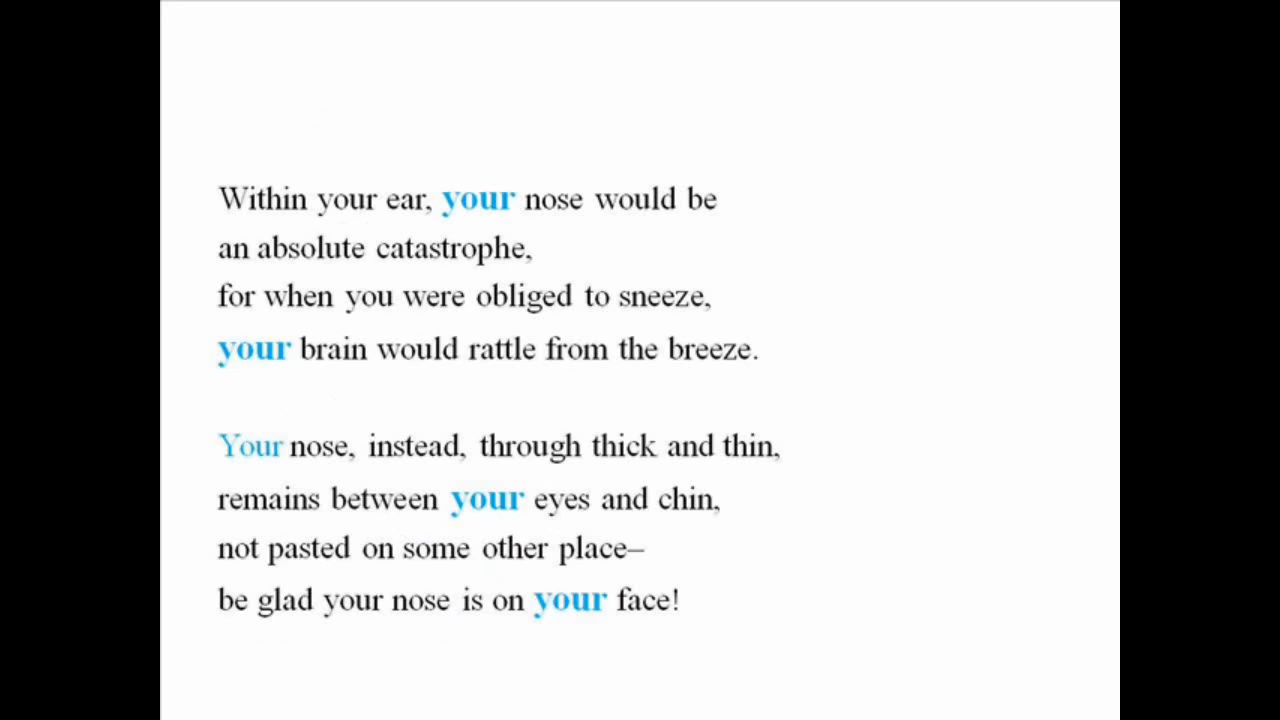 Within your ear, your nose would be
an absolute catastrophe,
for when you were obliged to sneeze,
your brain would rattle from the breeze.
Your nose, instead, through thick and thin,
remains between your eyes and chin,
not pasted on some other place–
be glad your nose is on your face!